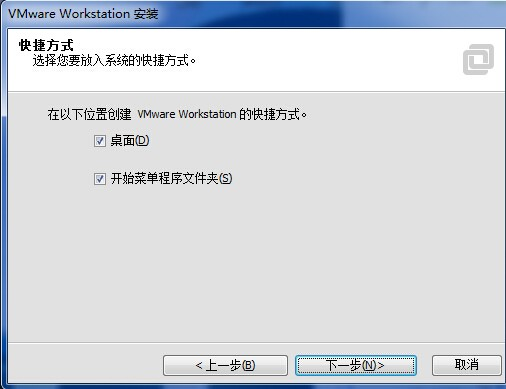 VMware Workstation 安装
快捷方式
选择您要放入系统的快捷方式。
在以下位置创建 VMware Workstation 的快捷方式。
桌面(D)
开始菜单程序文件夹(S)
< 上一步(B)
下一步(N)>
取消